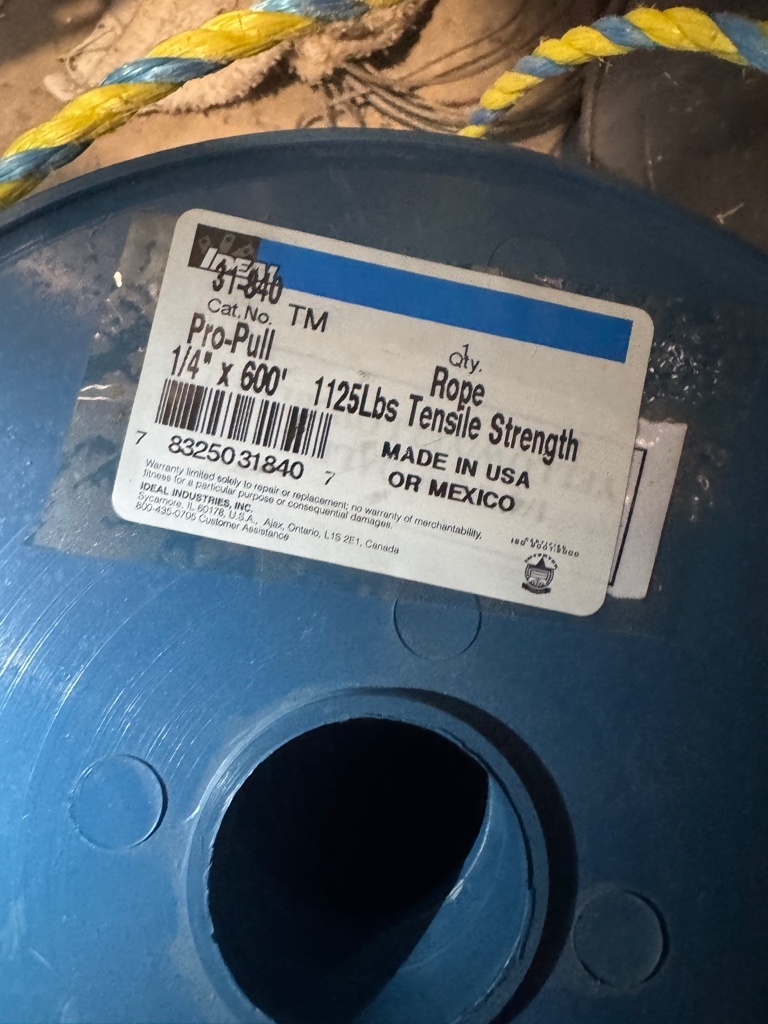 IDEAL
31-840
Cat. No. TM
1
Qty.
Pro-Pull Rope
1/4" x 600' 1125Lbs Tensile Strength
7 83250 31840 7
MADE IN USA
OR MEXICO
Warranty limited solely to repair or replacement; no warranty of merchantability,
fitness for a particular purpose or consequential damages.
IDEAL INDUSTRIES, INC.
Sycamore, IL 60178, U.S.A., Ajax, Ontario, L1S 2E1, Canada
800-435-0705 Customer Assistance